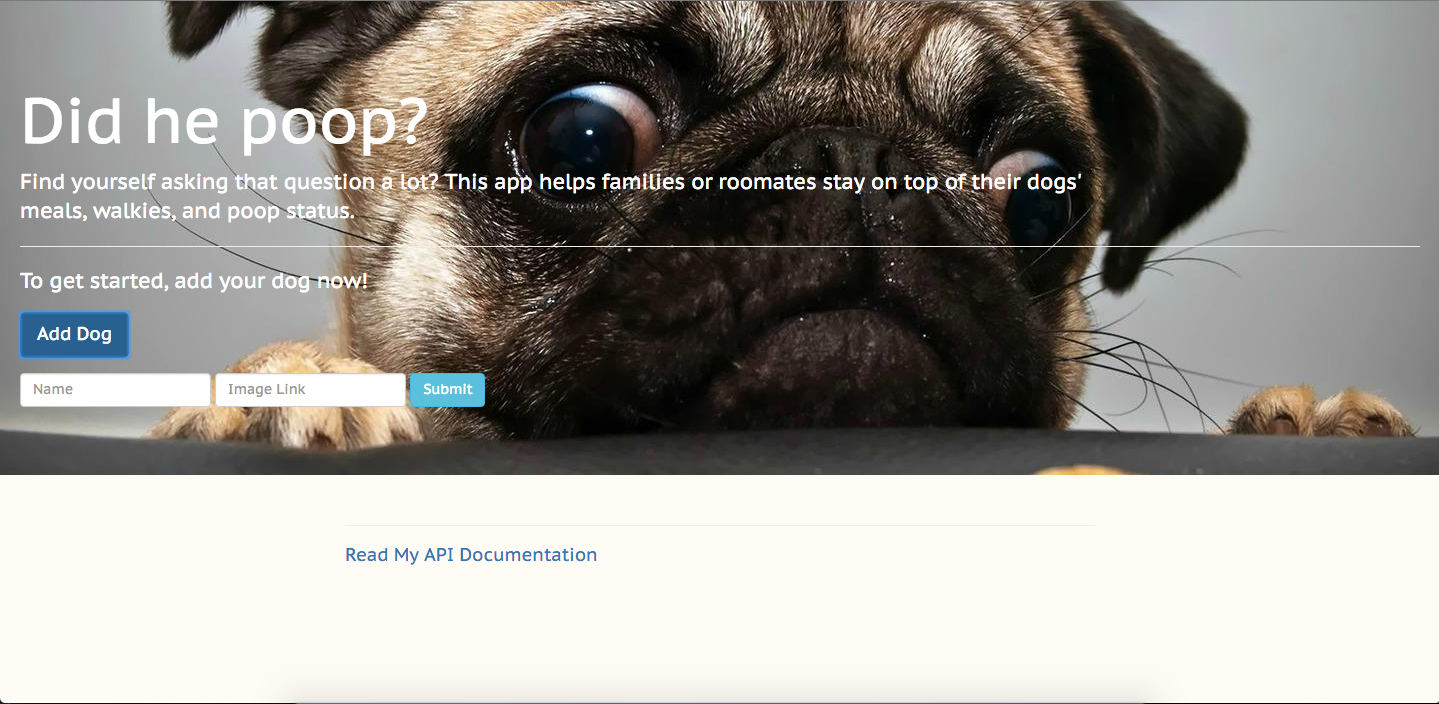 Did he poop?
Find yourself asking that question a lot? This app helps families or roomates stay on top of their dogs'
meals, walkies, and poop status.
To get started, add your dog now!
Add Dog
Name Image Link Submit
Read My API Documentation